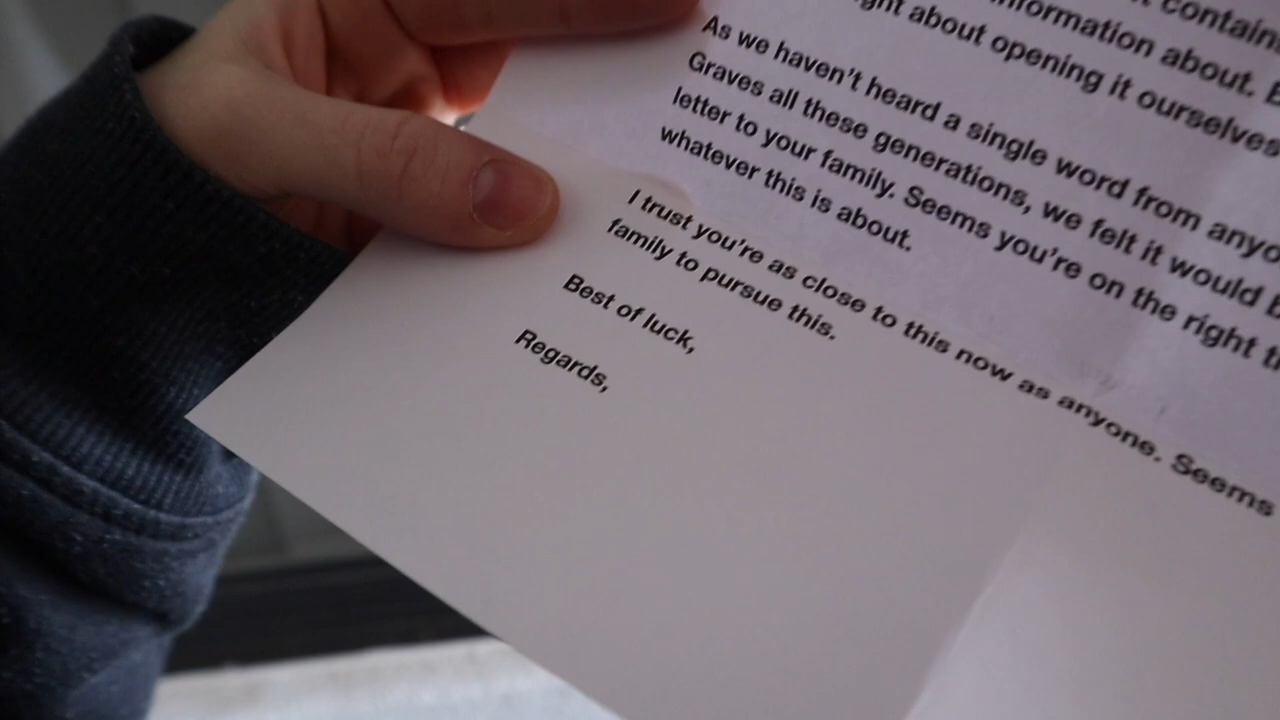 contain
information about.
about opening it ourselves
As we haven't heard a single word from
Graves all these generations, we felt it would
letter to your family. Seems you're on the right
whatever this is about.
I trust you're as close to this now as anyone. Seems
family to pursue this.
Best of luck,
Regards,